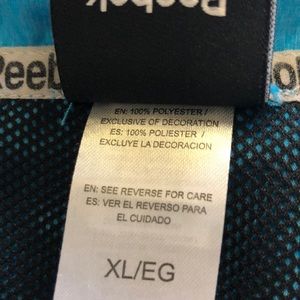 Reebok
Reeb
EN: 100% POLYESTER /
EXCLUSIVE OF DECORATION
ES: 100% POLIESTER /
EXCLUYE LA DECORACION
EN: SEE REVERSE FOR CARE
ES: VER EL REVERSO PARA
EL CUIDADO
XL/EG